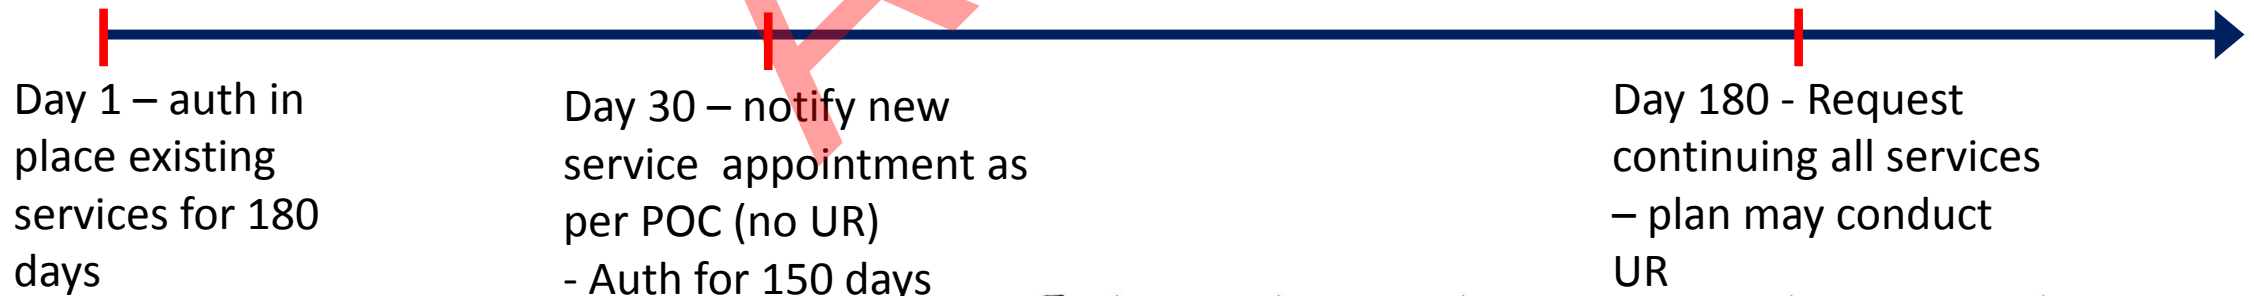 Day 1 – auth in
place existing
services for 180
days
Day 30 – notify new
service  appointment as
per POC (no UR)
- Auth for 150 days
Day 180 - Request
continuing all services
– plan may conduct
UR